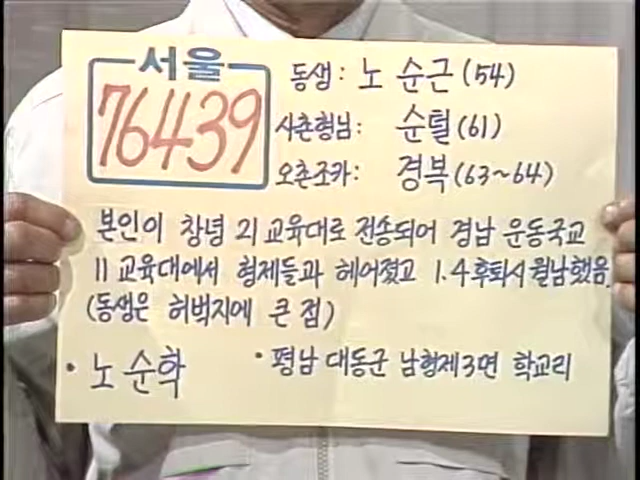 서울
76439
동생: 노 순근 (54)
사촌형님: 순털 (61)
오촌조카: 경복 (63~64)
본인이 창녕 21교육대로 전송되어 경남 운동국교
11교육대에서 형제들과 헤어졌고 1.4후퇴시 월남했음.
(동생은 허벅지에 큰 점)
• 노 순학
• 평남 대동군 남형제3면 학교리